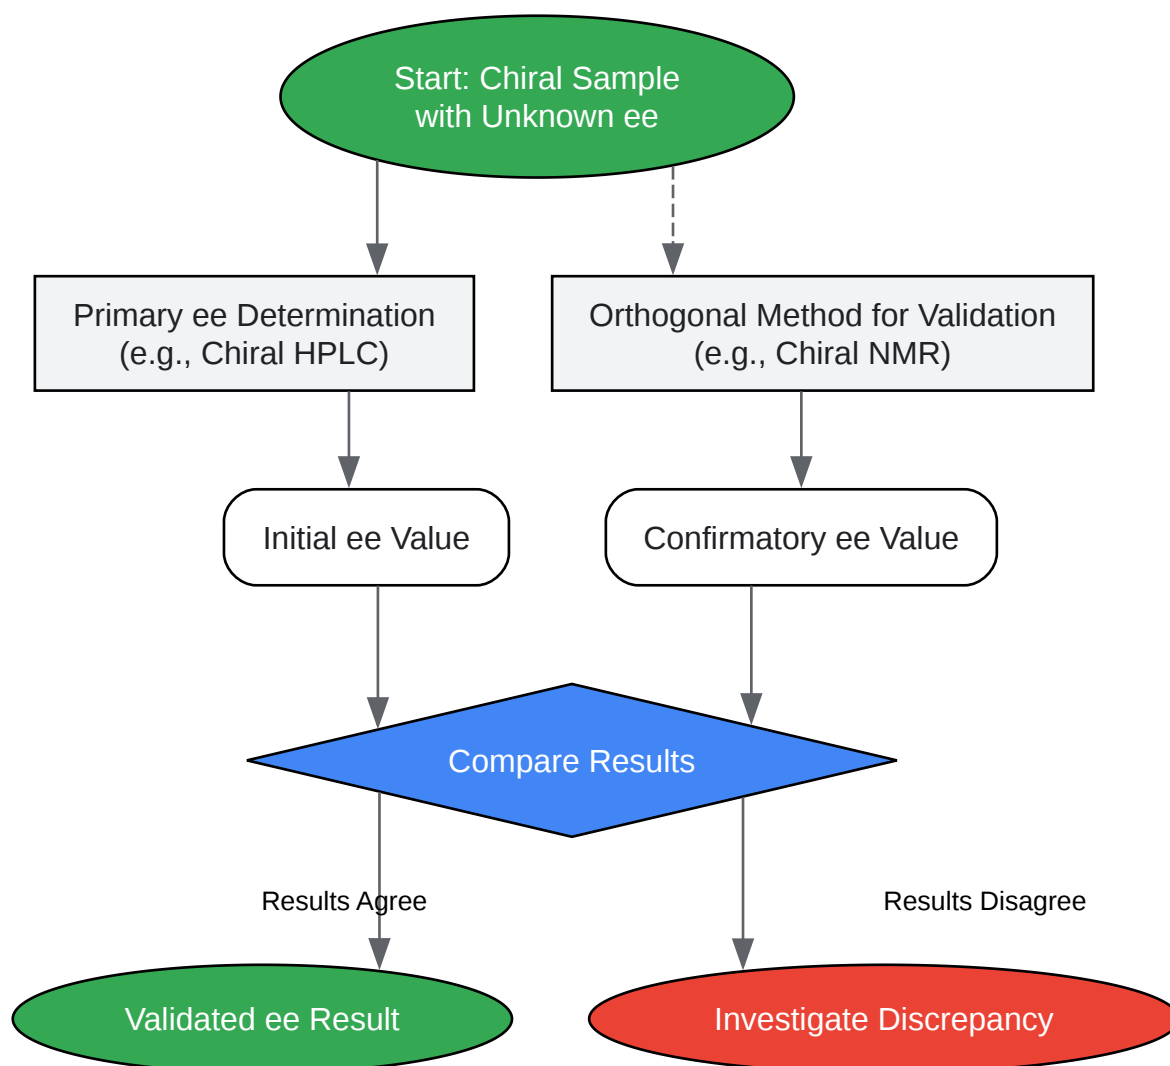 Start: Chiral Sample
with Unknown ee
Primary ee Determination
(e.g., Chiral HPLC)
Orthogonal Method for Validation
(e.g., Chiral NMR)
Initial ee Value
Confirmatory ee Value
Compare Results
Results Agree
Results Disagree
Validated ee Result
Investigate Discrepancy